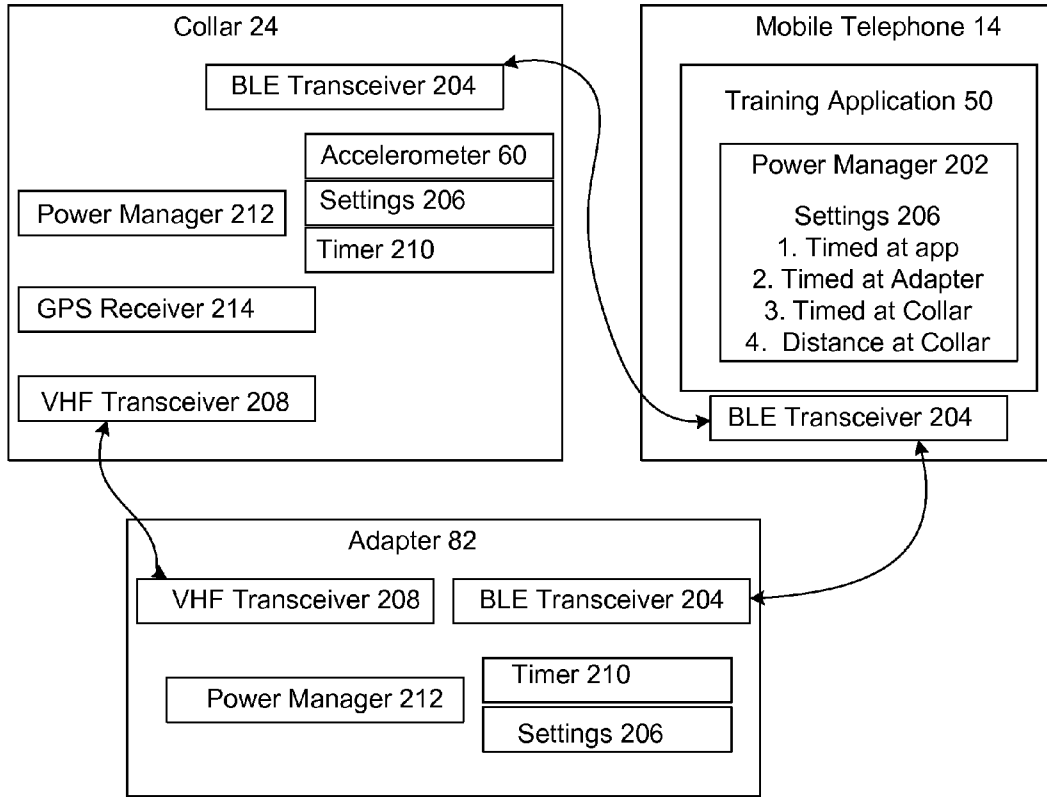 Collar 24
BLE Transceiver 204
Accelerometer 60
Settings 206
Timer 210
Power Manager 212
GPS Receiver 214
VHF Transceiver 208
Mobile Telephone 14
Training Application 50
Power Manager 202
Settings 206
1. Timed at app
2. Timed at Adapter
3. Timed at Collar
4. Distance at Collar
BLE Transceiver 204
Adapter 82
VHF Transceiver 208
BLE Transceiver 204
Power Manager 212
Timer 210
Settings 206